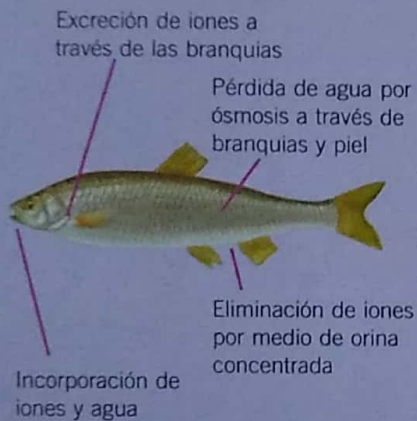 Excreción de iones a
través de las branquias
Pérdida de agua por
ósmosis a través de
branquias y piel
Eliminación de iones
por medio de orina
concentrada
Incorporación de
iones y agua